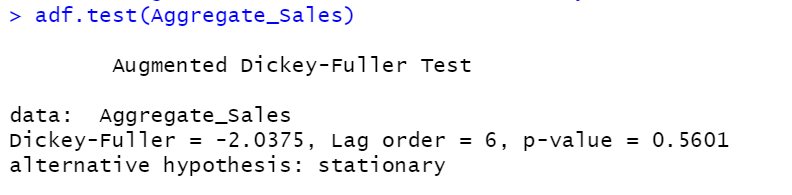 > adf.test(Aggregate_Sales)
Augmented Dickey-Fuller Test
data:  Aggregate_Sales
Dickey-Fuller = -2.0375, Lag order = 6, p-value = 0.5601
alternative hypothesis: stationary